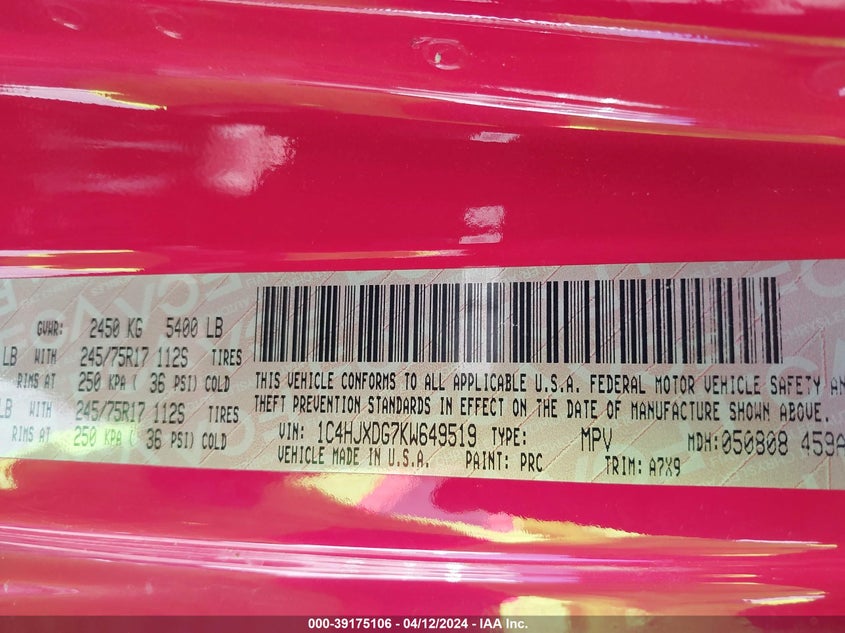 GVWR: 2450 KG 5400 LB
LB WITH 245/75R17 112S TIRES
RIMS AT 250 KPA ( 36 PSI) COLD
LB WITH 245/75R17 112S TIRES
RIMS AT 250 KPA ( 36 PSI) COLD
THIS VEHICLE CONFORMS TO ALL APPLICABLE U.S.A. FEDERAL MOTOR VEHICLE SAFETY AN
THEFT PREVENTION STANDARDS IN EFFECT ON THE DATE OF MANUFACTURE SHOWN ABOVE.
VIN: 1C4HJXDG7KW649519 TYPE: MPV MDH:050808 459A
VEHICLE MADE IN U.S.A. PAINT: PRC TRIM: A7X9
000-39175106 - 04/12/2024 - IAA Inc.